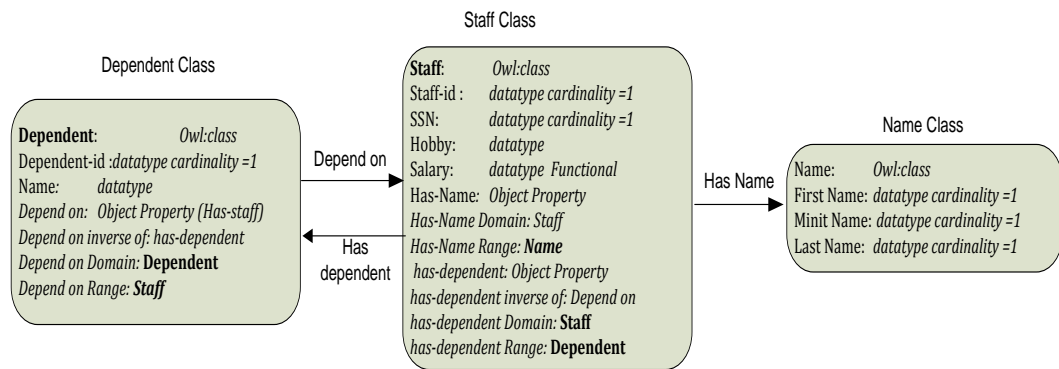 Staff Class
Dependent Class
Name Class
Dependent: Owl:class
Dependent-id :datatype cardinality =1
Name: datatype
Depend on: Object Property (Has-staff)
Depend on inverse of: has-dependent
Depend on Domain: Dependent
Depend on Range: Staff
Depend on
Has
dependent
Staff: Owl:class
Staff-id : datatype cardinality =1
SSN: datatype cardinality =1
Hobby: datatype
Salary: datatype Functional
Has-Name: Object Property
Has-Name Domain: Staff
Has-Name Range: Name
has-dependent: Object Property
has-dependent inverse of: Depend on
has-dependent Domain: Staff
has-dependent Range: Dependent
Has Name
Name: Owl:class
First Name: datatype cardinality =1
Minit Name: datatype cardinality =1
Last Name: datatype cardinality =1